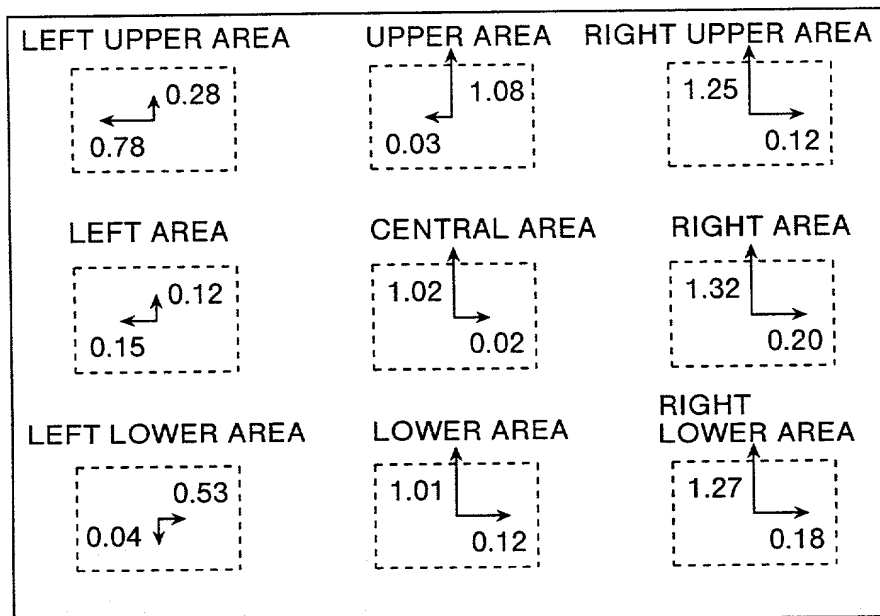 LEFT UPPER AREA
0.28
0.78
UPPER AREA
1.08
0.03
RIGHT UPPER AREA
1.25
0.12
LEFT AREA
0.12
0.15
CENTRAL AREA
1.02
0.02
RIGHT AREA
1.32
0.20
LEFT LOWER AREA
0.53
0.04
LOWER AREA
1.01
0.12
RIGHT
LOWER AREA
1.27
0.18